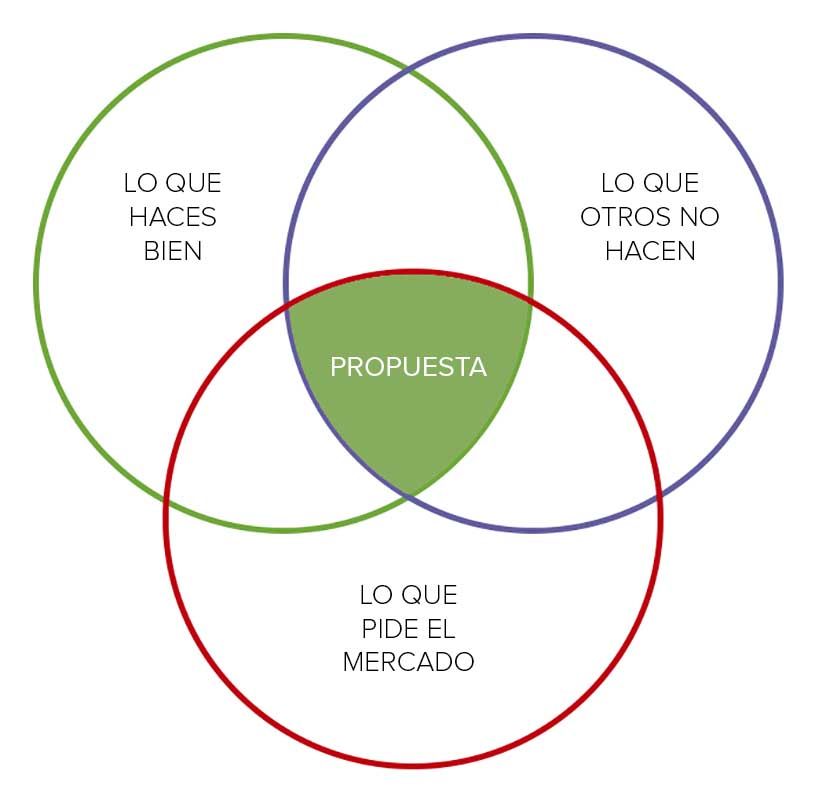 LO QUE
HACES
BIEN
LO QUE
OTROS NO
HACEN
PROPUESTA
LO QUE
PIDE EL
MERCADO